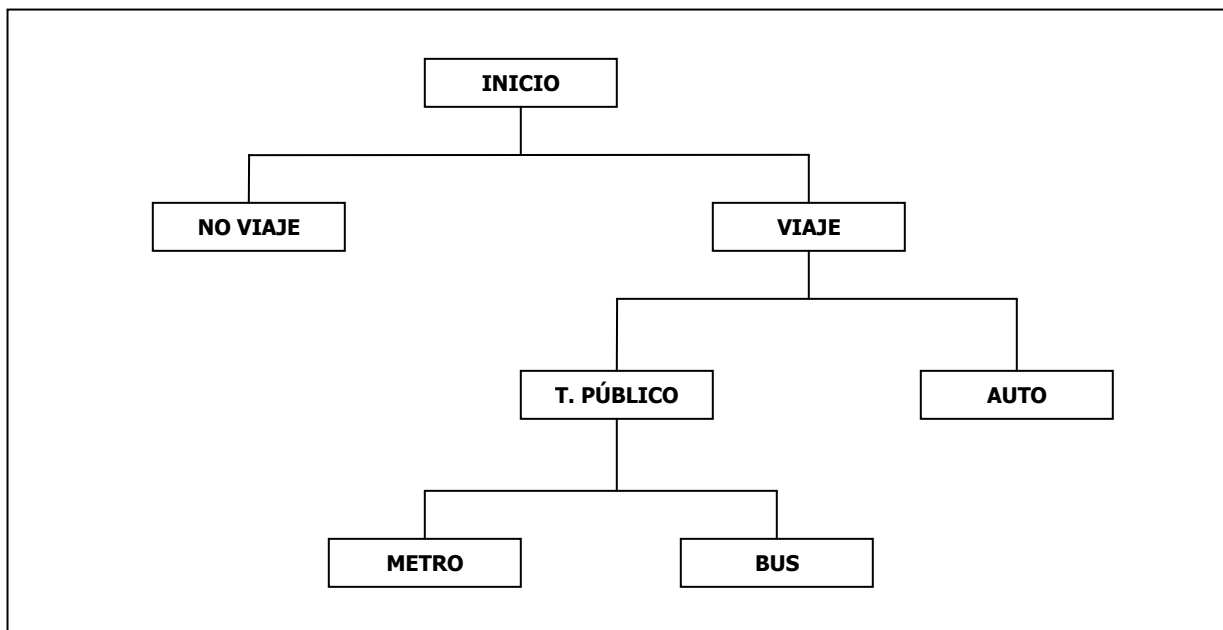 INICIO
NO VIAJE
VIAJE
T. PÚBLICO
AUTO
METRO
BUS